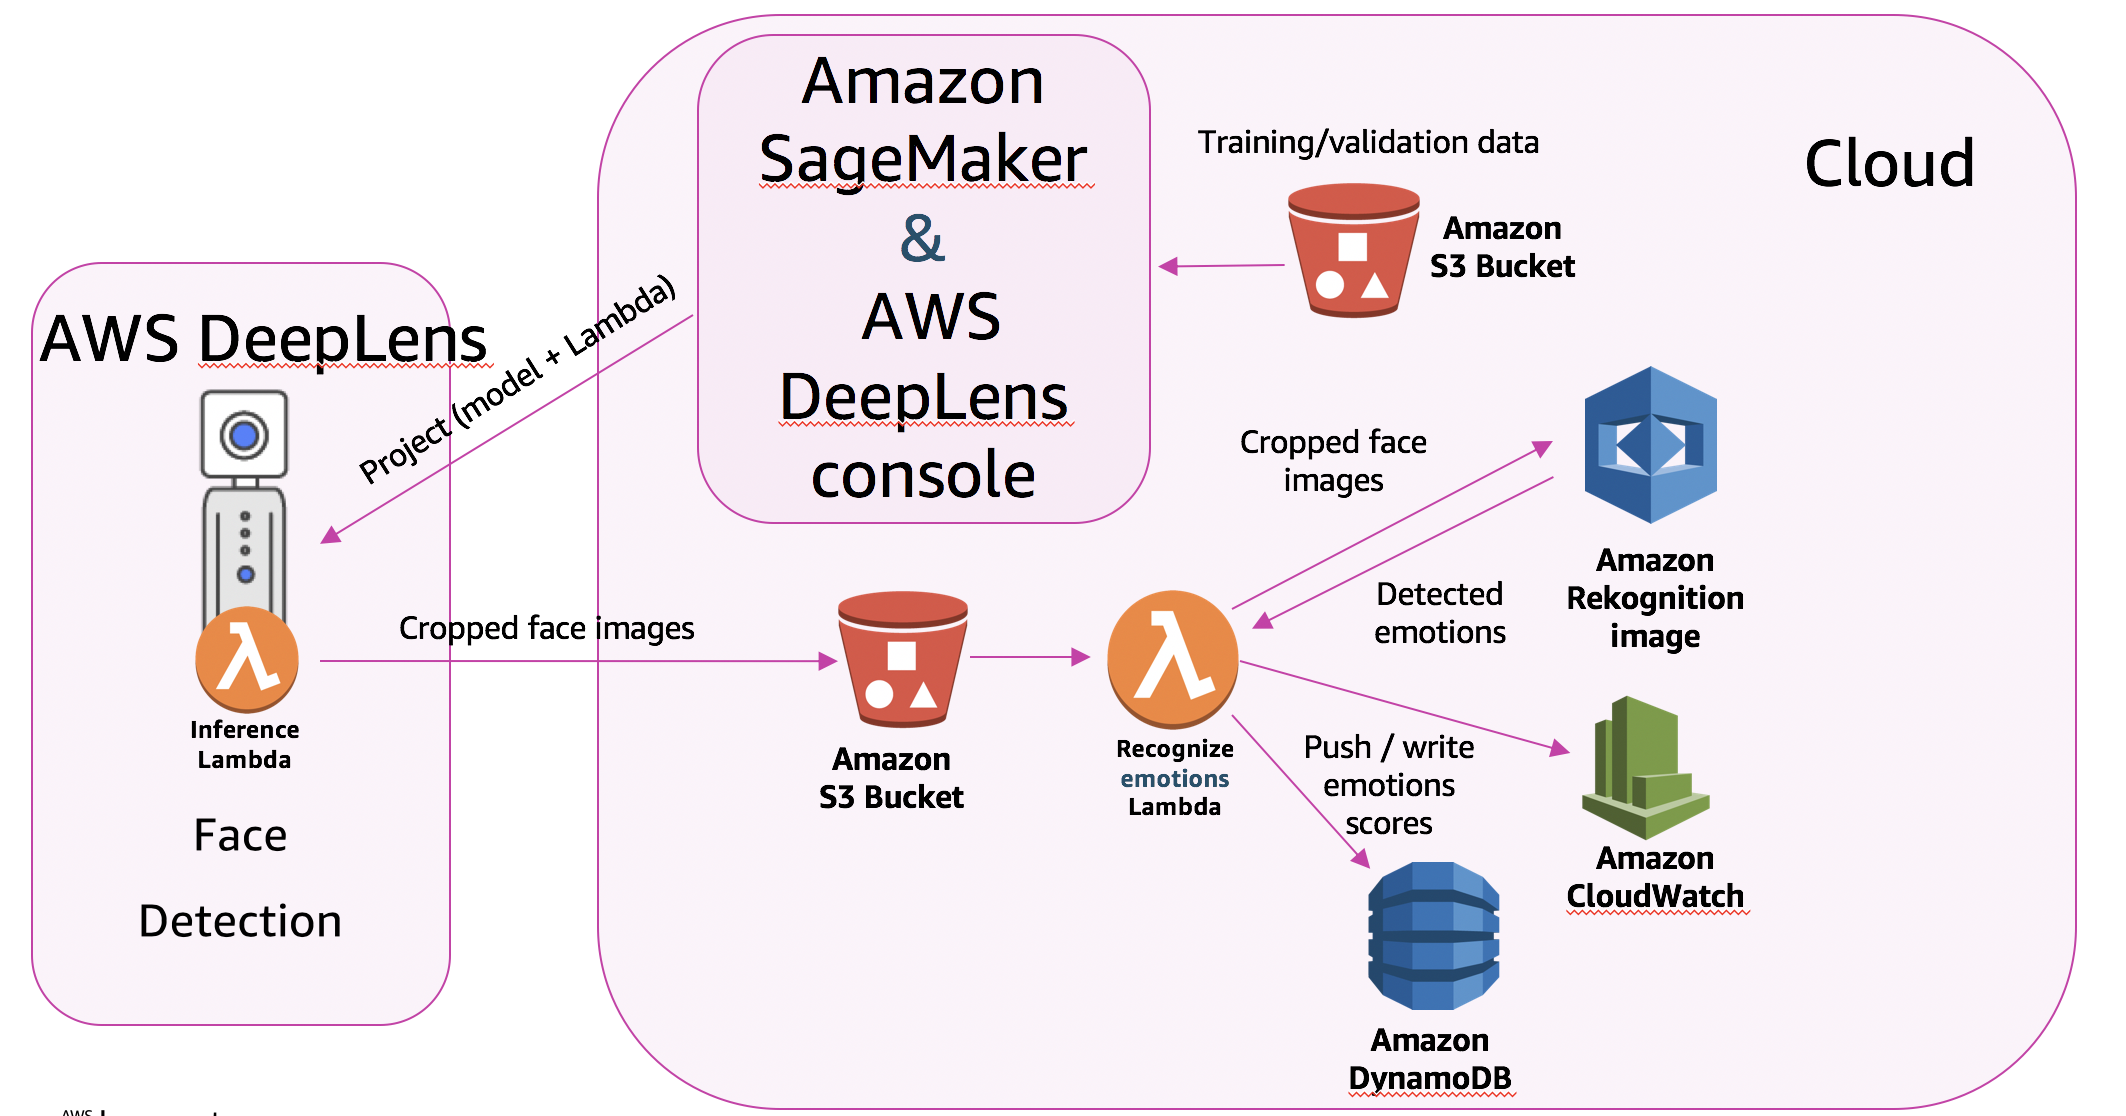 Amazon
SageMaker
&
AWS
DeepLens
console
Training/validation data
Amazon
S3 Bucket
Cloud
AWS DeepLens
Project (model + Lambda)
Inference
Lambda
Face
Detection
Cropped face images
Amazon
S3 Bucket
Recognize
emotions
Lambda
Cropped face
images
Detected
emotions
Amazon
Rekognition
image
Push / write
emotions
scores
Amazon
CloudWatch
Amazon
DynamoDB
AWS